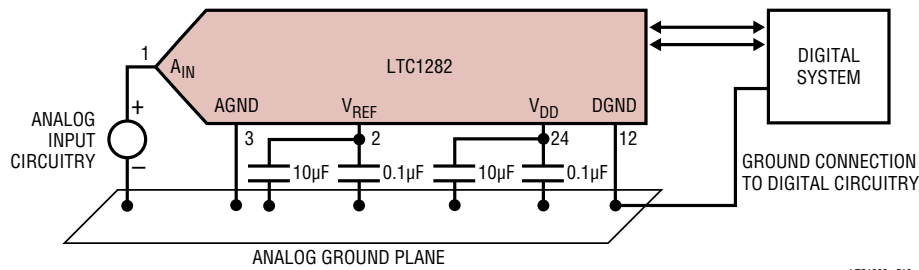 1
A_IN
LTC1282
DIGITAL
SYSTEM
AGND
V_REF
V_DD
DGND
+
ANALOG
INPUT
CIRCUITRY
–
3
2
24
12
10µF
0.1µF
10µF
0.1µF
GROUND CONNECTION
TO DIGITAL CIRCUITRY
ANALOG GROUND PLANE